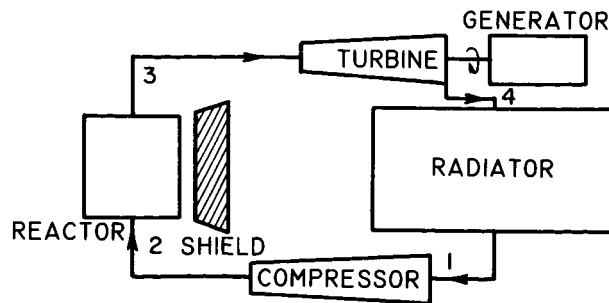 GENERATOR
TURBINE
3
4
RADIATOR
REACTOR
2
SHIELD
1
COMPRESSOR